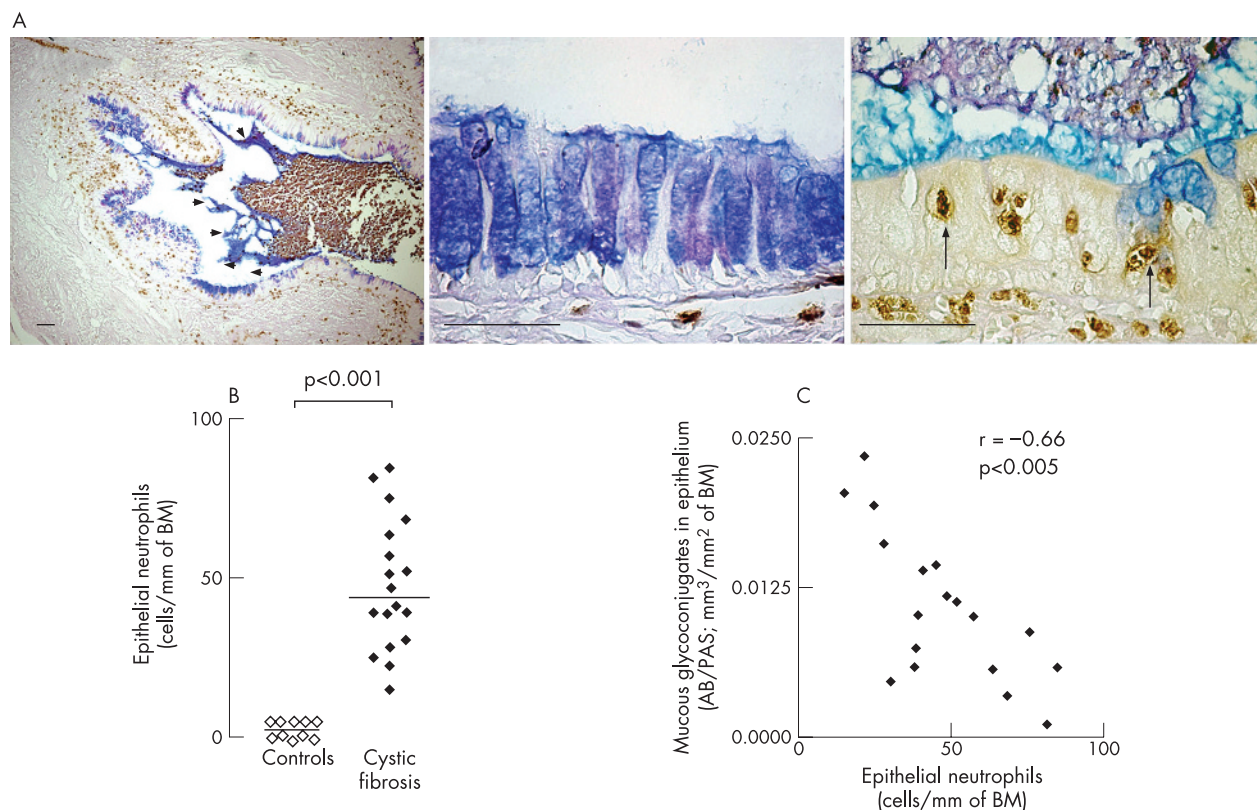 A
B
p<0.001
100
50
0
Epithelial neutrophils
(cells/mm of BM)
Controls
Cystic
fibrosis
C
r = −0.66
p<0.005
0.0250
0.0125
0.0000
Mucous glycoconjugates in epithelium
(AB/PAS; mm³/mm² of BM)
0
50
100
Epithelial neutrophils
(cells/mm of BM)